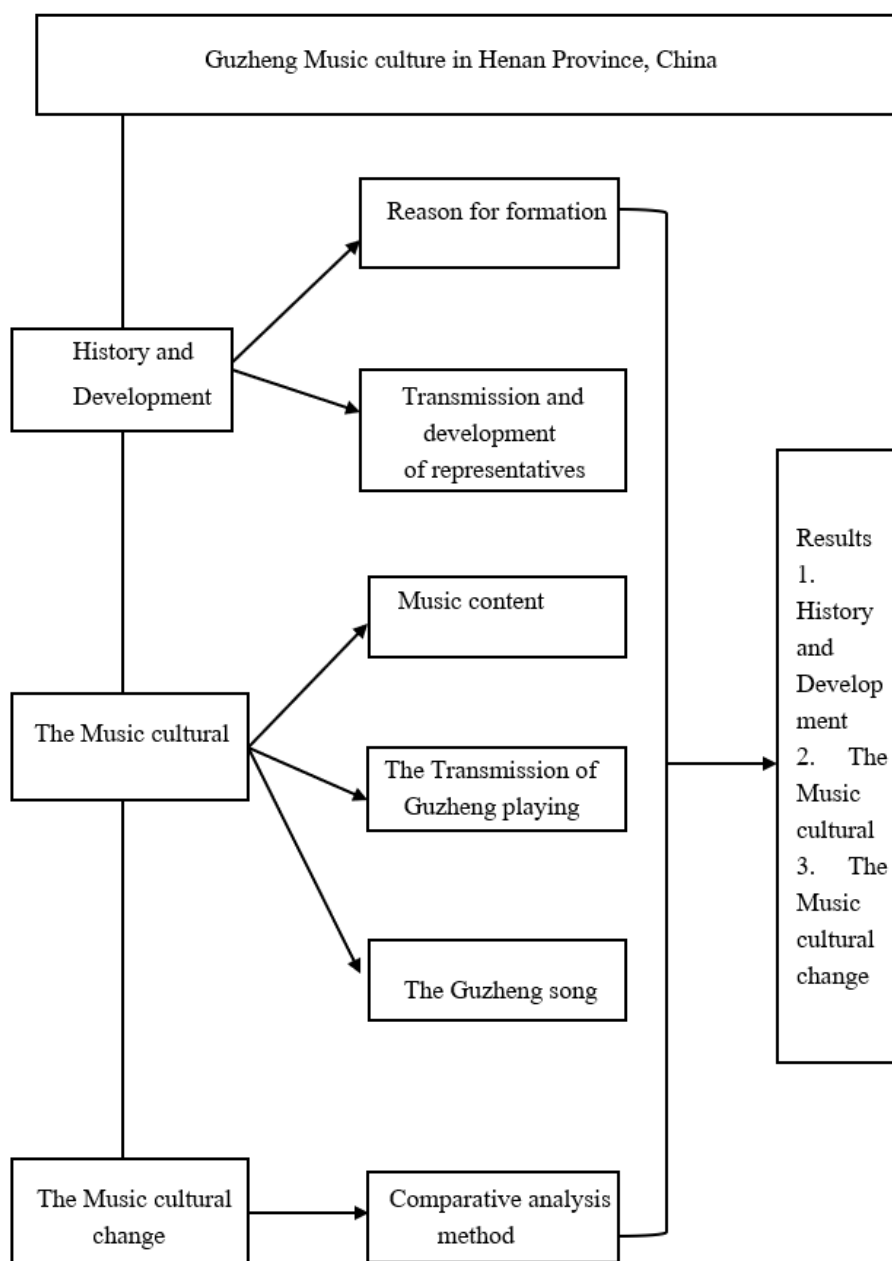 Guzheng Music culture in Henan Province, China
Reason for formation
History and
Development
Transmission and
development
of representatives
Music content
The Music cultural
The Transmission of
Guzheng playing
The Guzheng song
The Music cultural
change
Comparative analysis
method
Results
1.
History
and
Develop
ment
2. The
Music
cultural
3. The
Music
cultural
change